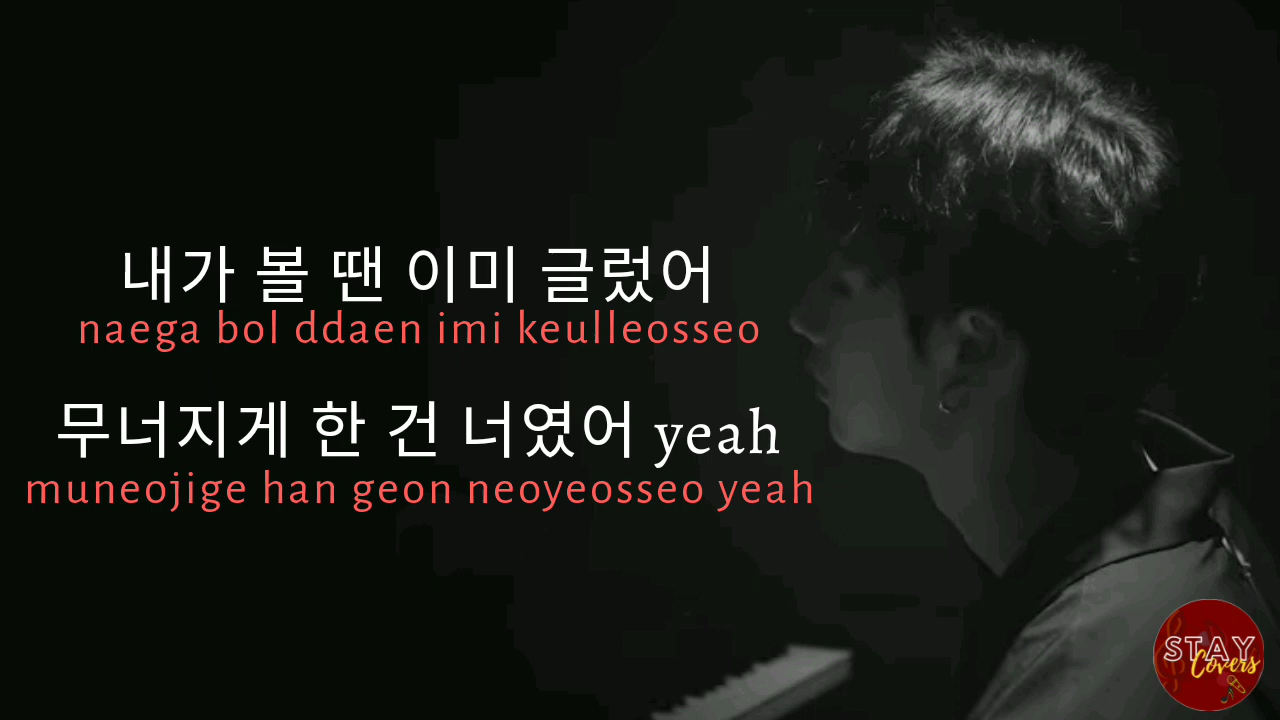 내가 볼 땐 이미 글렀어
naega bol ddaen imi keulleosseo
무너지게 한 건 너였어 yeah
muneojige han geon neoyeosseo yeah
STAY
Covers